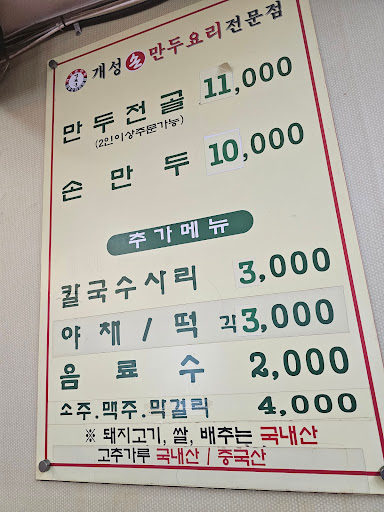 개성 손 만두요리전문점
만두전골 11,000
(2인이상주문가능)
손만두 10,000
추가메뉴
칼국수사리 3,000
야채/떡 각3,000
음료수 2,000
소주.맥주.막걸리 4,000
※ 돼지고기, 쌀, 배추는 국내산
고추가루 국내산 / 중국산